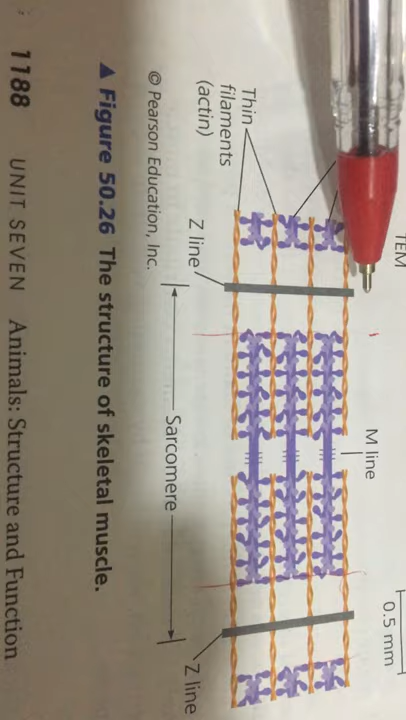 TEM
0.5 mm
M line
Thin
filaments
(actin)
Z line
Sarcomere
Z line
© Pearson Education, Inc.
▲ Figure 50.26 The structure of skeletal muscle.
1188 UNIT SEVEN Animals: Structure and Function